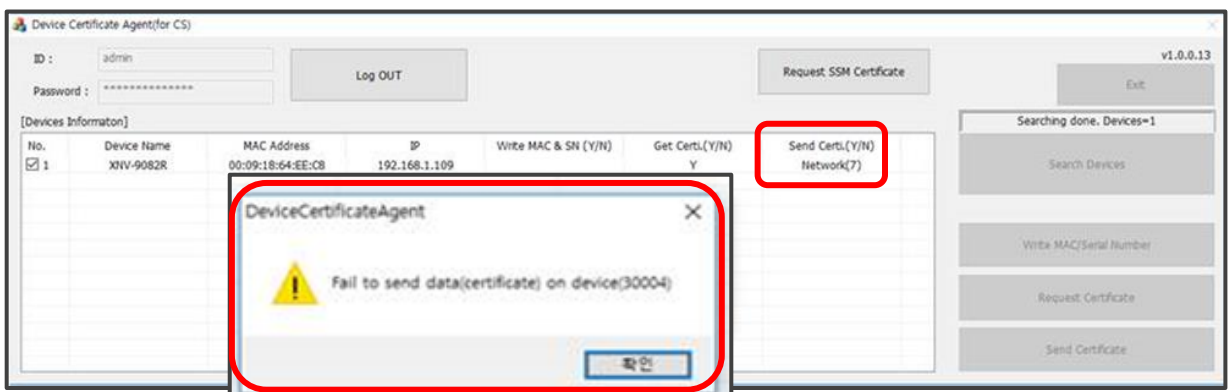 Device Certificate Agent(for CS)
ID :
admin
Password :
**************
Log OUT
Request SSM Certificate
v1.0.0.13
Exit
[Devices Informaton]
Searching done. Devices=1
No. Device Name MAC Address IP Write MAC & SN (Y/N) Get Certi.(Y/N) Send Certi.(Y/N)
1 XNV-9082R 00:09:18:64:EE:C8 192.168.1.109 Y Network(7)
Search Devices
Write MAC/Serial Number
Request Certificate
Send Certificate
DeviceCertificateAgent
Fail to send data(certificate) on device(30004)
확인